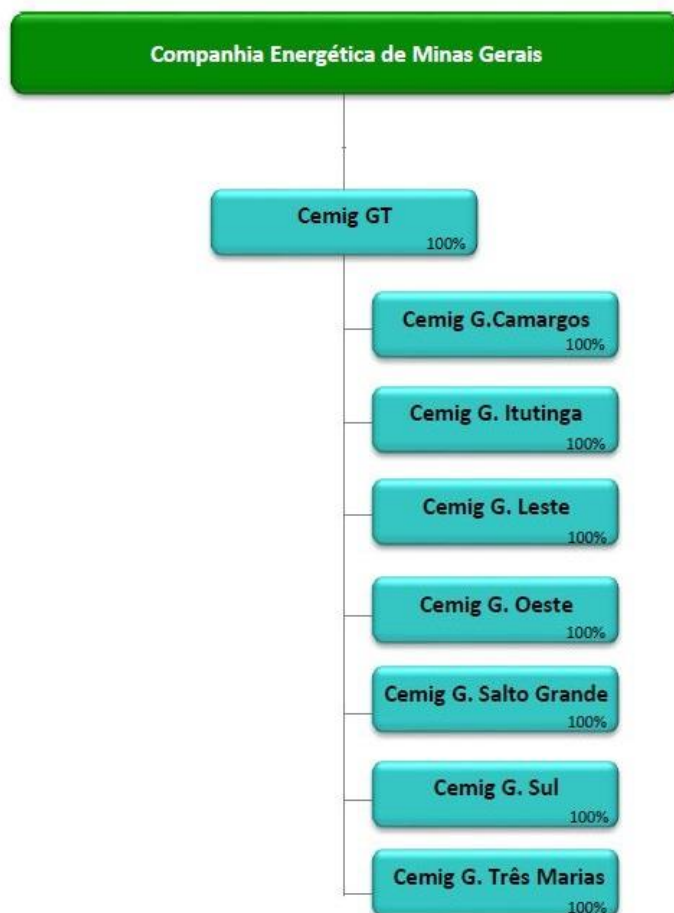 Companhia Energética de Minas Gerais
Cemig GT
100%
Cemig G.Camargos
100%
Cemig G. Itutinga
100%
Cemig G. Leste
100%
Cemig G. Oeste
100%
Cemig G. Salto Grande
100%
Cemig G. Sul
100%
Cemig G. Três Marias
100%